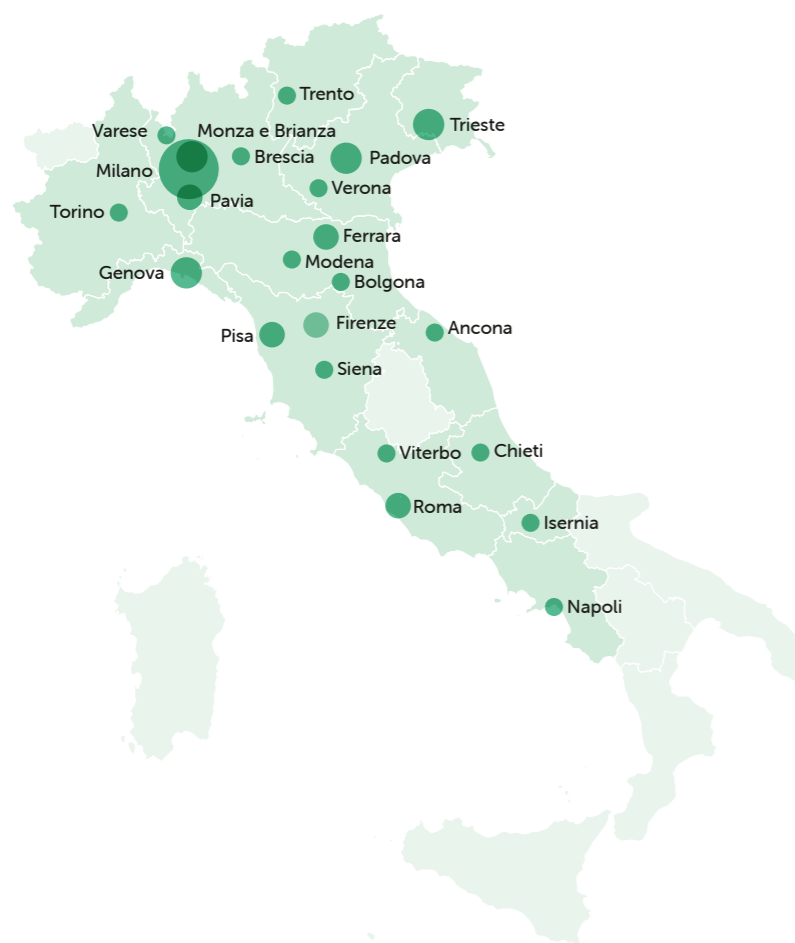 Trento
Trieste
Varese
Monza e Brianza
Brescia
Padova
Milano
Verona
Pavia
Torino
Ferrara
Modena
Genova
Bolgona
Firenze
Ancona
Pisa
Siena
Viterbo
Chieti
Roma
Isernia
Napoli